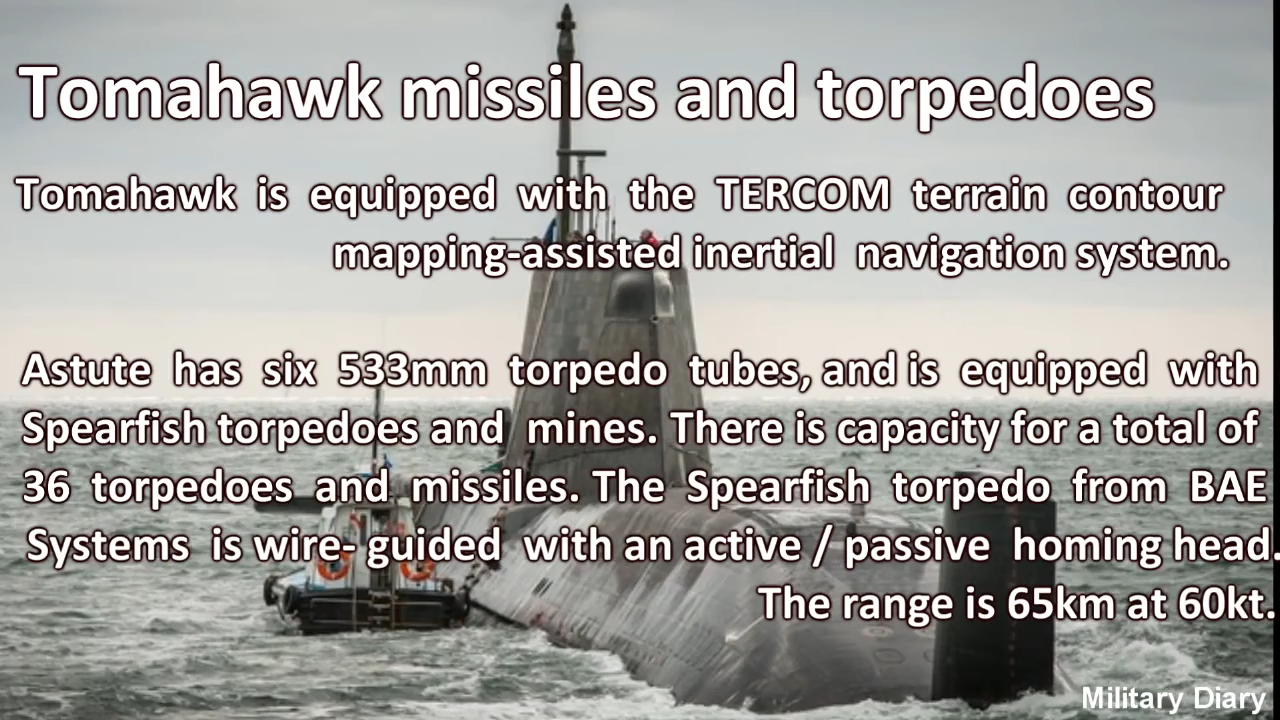 Tomahawk missiles and torpedoes
Tomahawk is equipped with the TERCOM terrain contour
mapping-assisted inertial navigation system.
Astute has six 533mm torpedo tubes, and is equipped with
Spearfish torpedoes and mines. There is capacity for a total of
36 torpedoes and missiles. The Spearfish torpedo from BAE
Systems is wire- guided with an active / passive homing head.
The range is 65km at 60kt.
Military Diary